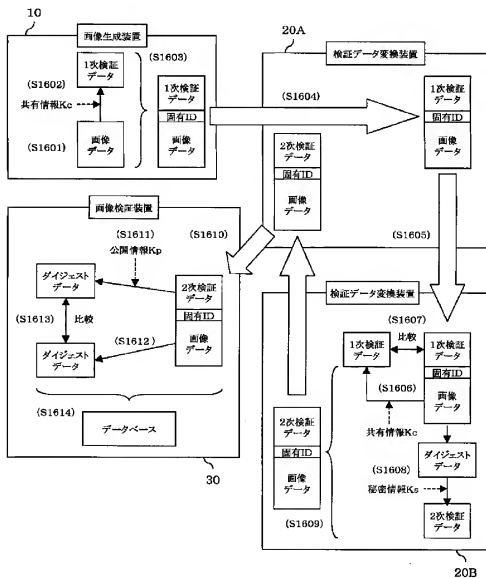 10
画像生成装置
(S1602)
1次検証
データ
(S1603)
共有情報Kc
(S1601)
画像
データ
1次検証
データ
固有ID
画像
データ
20A
検証データ変換装置
(S1604)
1次検証
データ
固有ID
画像
データ
2次検証
データ
固有ID
画像
データ
(S1605)
画像検証装置
(S1611)
公開情報Kp
(S1610)
ダイジェスト
データ
2次検証
データ
固有ID
画像
データ
(S1613)
比較
(S1612)
ダイジェスト
データ
(S1614)
データベース
30
検証データ変換装置
(S1607)
1次検証
データ
比較
1次検証
データ
固有ID
画像
データ
(S1606)
共有情報Kc
ダイジェスト
データ
(S1608)
秘密情報Ks
2次検証
データ
2次検証
データ
固有ID
画像
データ
(S1609)
20B